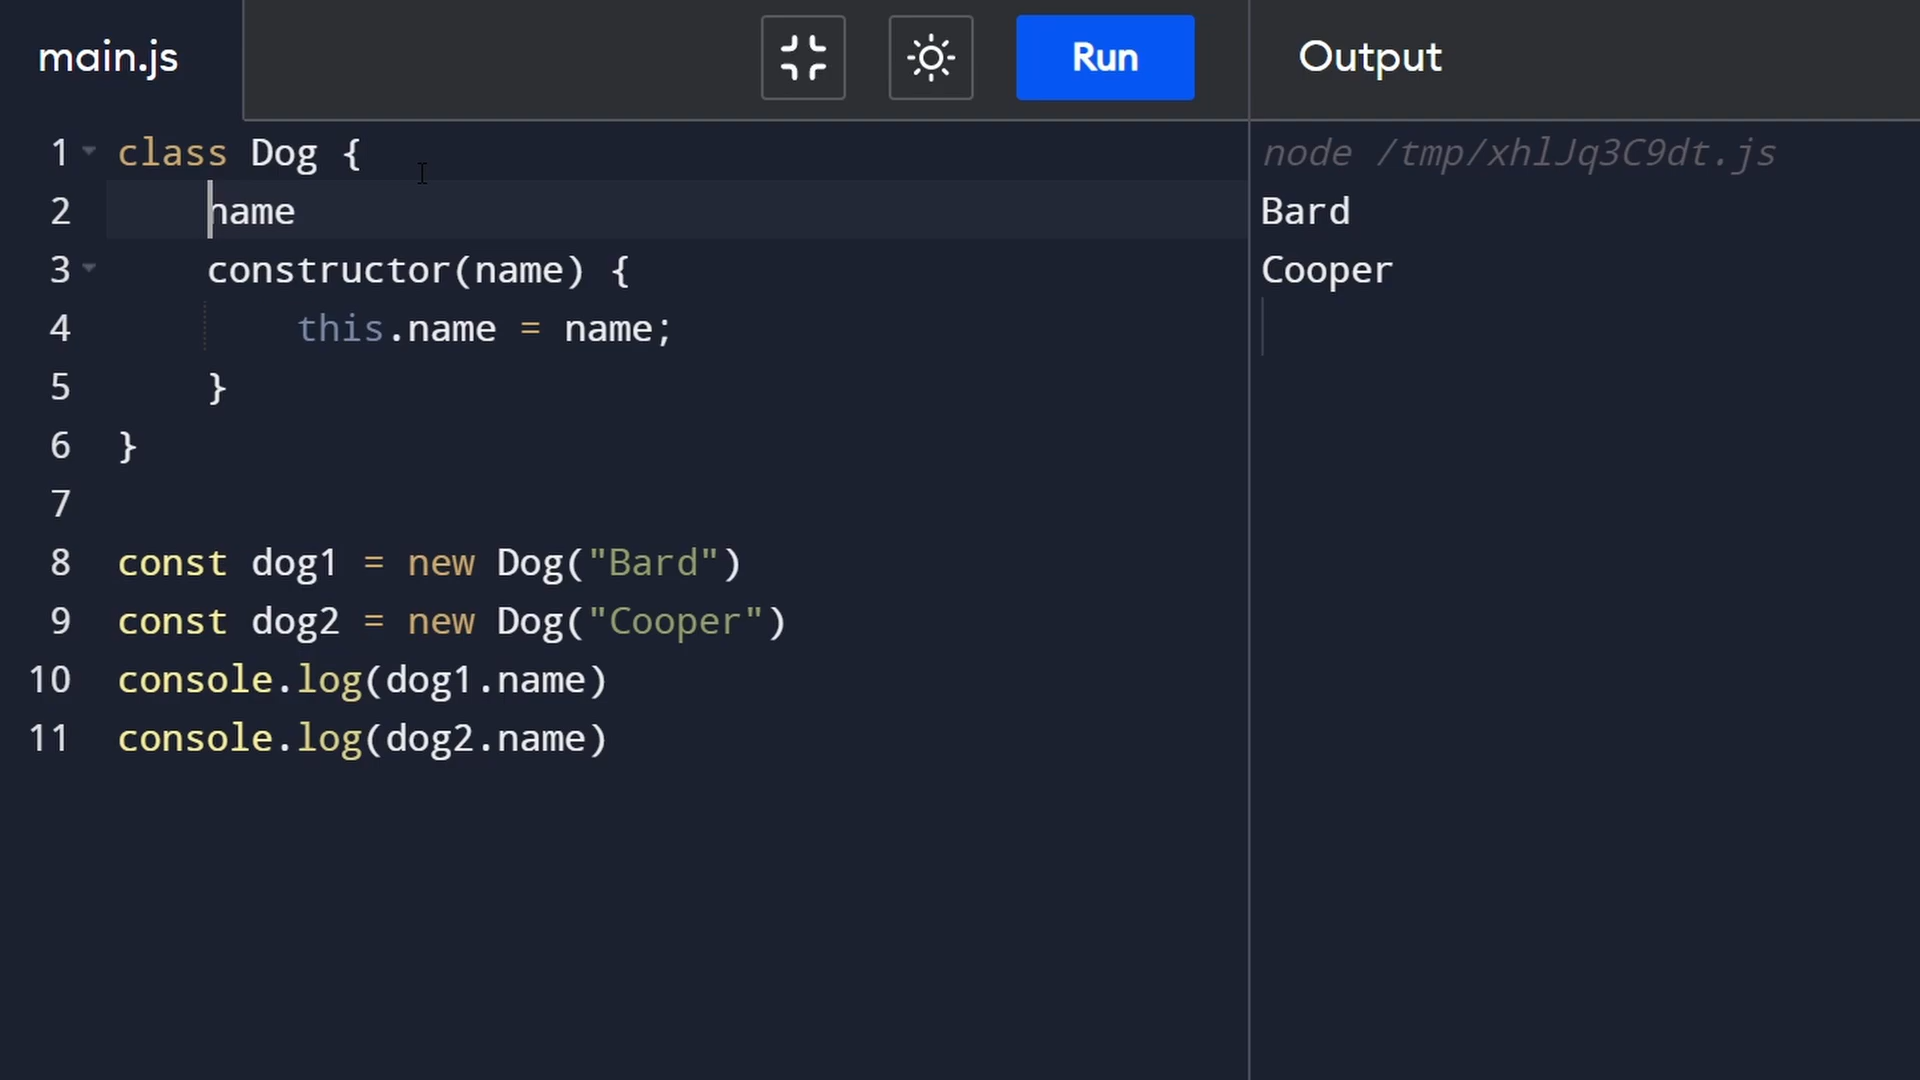 main.js
Run
Output
1 class Dog {
2     name
3     constructor(name) {
4         this.name = name;
5     }
6 }
7
8 const dog1 = new Dog("Bard")
9 const dog2 = new Dog("Cooper")
10 console.log(dog1.name)
11 console.log(dog2.name)
node /tmp/xhlJq3C9dt.js
Bard
Cooper